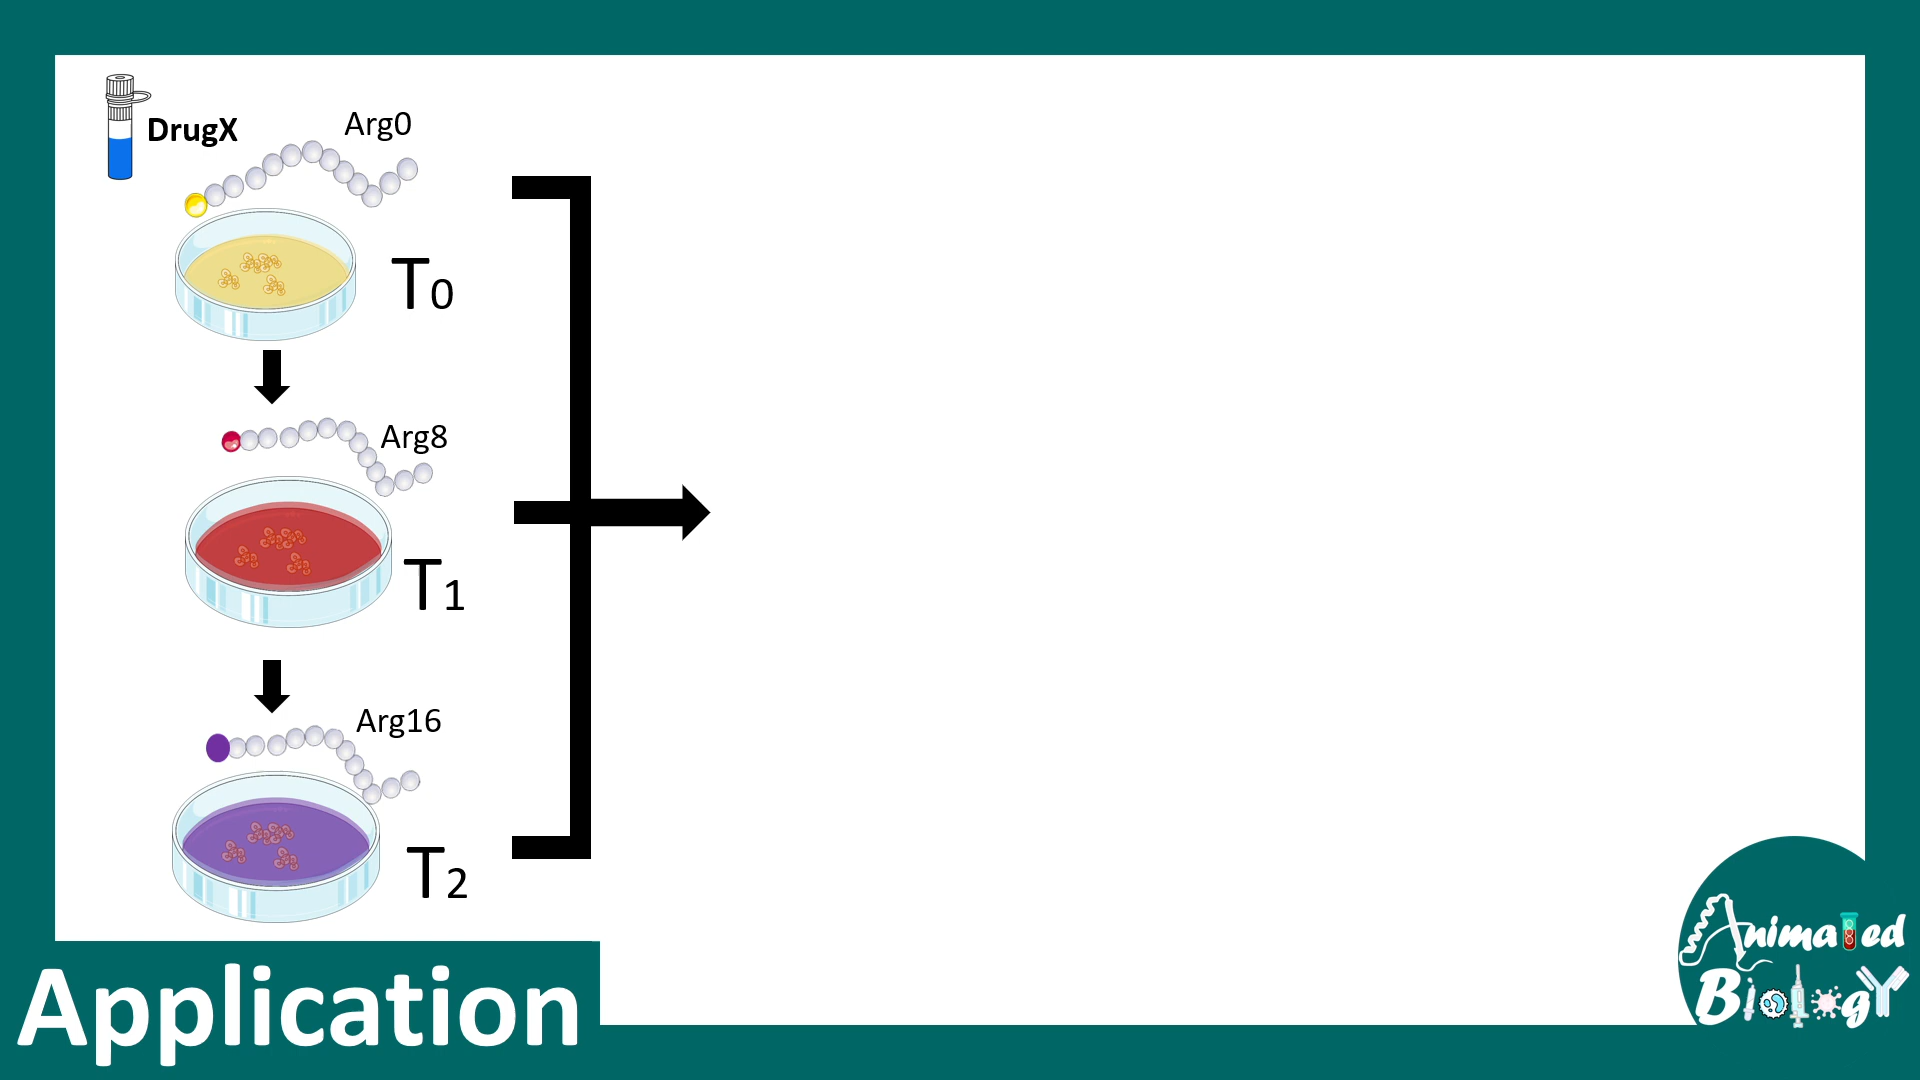 DrugX
Arg0
T0
Arg8
T1
Arg16
T2
Application
Animated
Biology